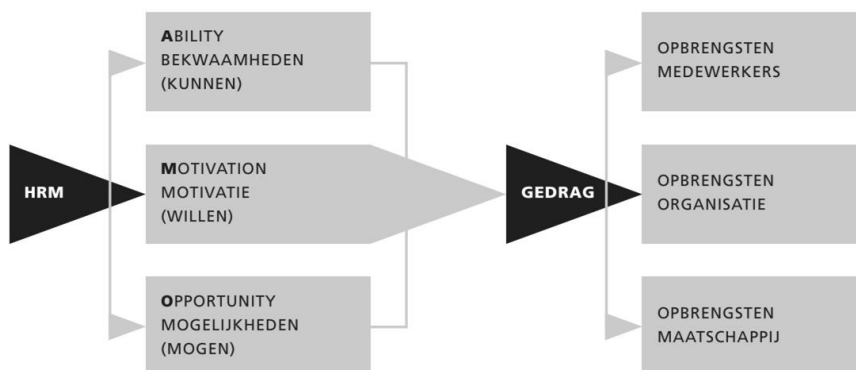 ABILITY
BEKWAAMHEDEN
(KUNNEN)
HRM
MOTIVATION
MOTIVATIE
(WILLEN)
OPPORTUNITY
MOGELIJKHEDEN
(MOGEN)
GEDRAG
OPBRENGSTEN
MEDEWERKERS
OPBRENGSTEN
ORGANISATIE
OPBRENGSTEN
MAATSCHAPPIJ